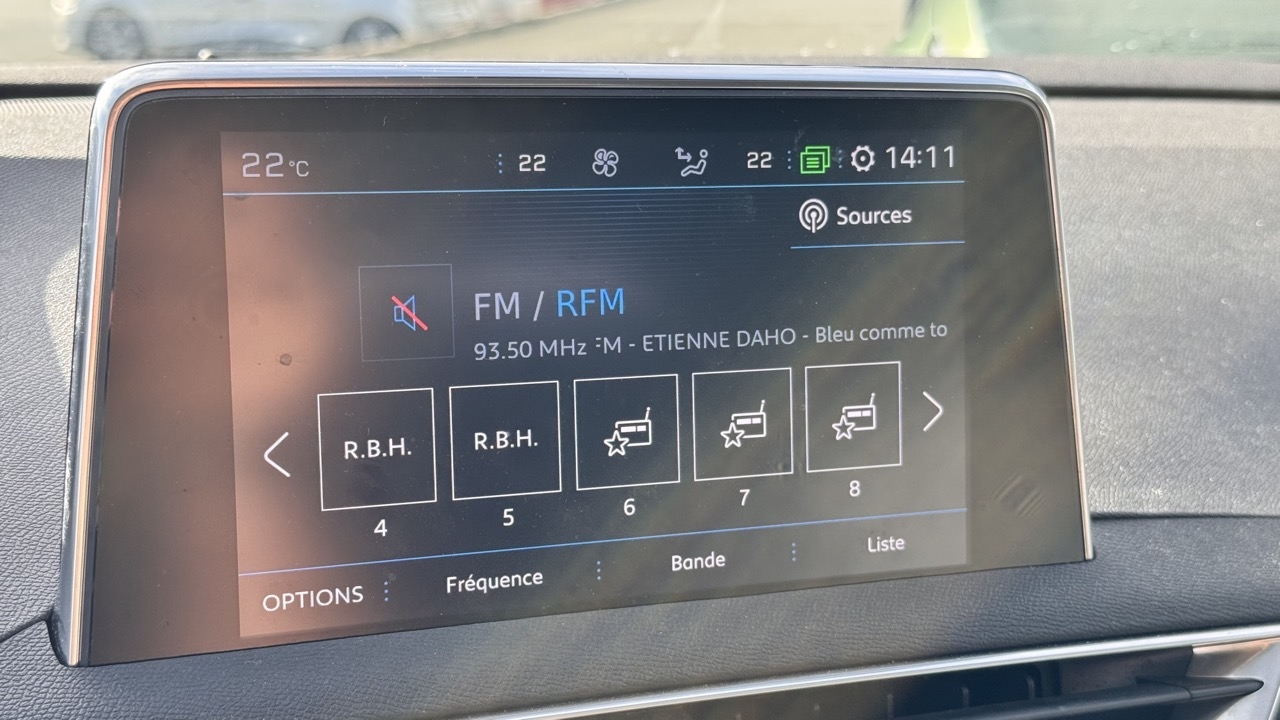 22°C 22 22 14:11
Sources
FM / RFM
93.50 MHz FM - ETIENNE DAHO - Bleu comme to
R.B.H. R.B.H.
4 5 6 7 8
OPTIONS Fréquence Bande Liste